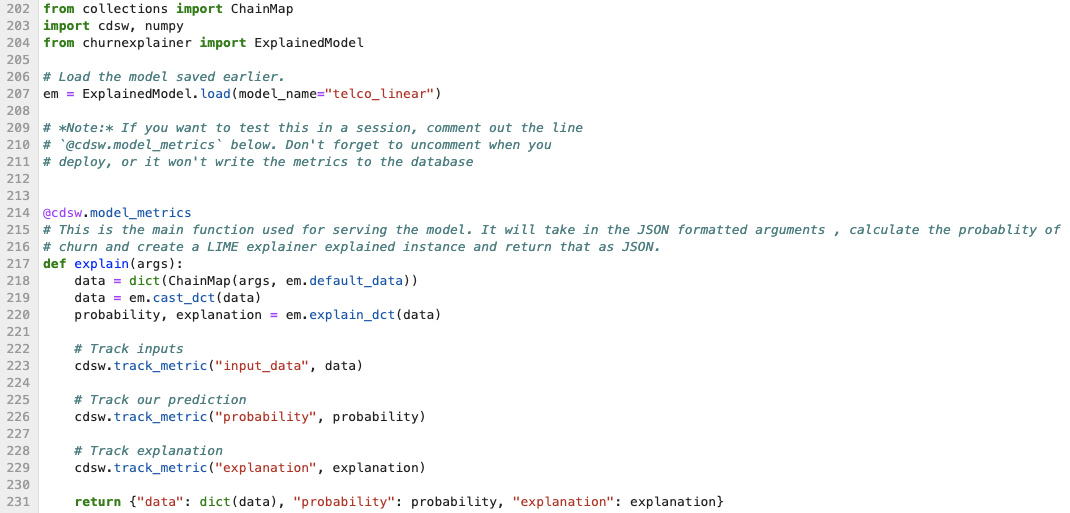 202 from collections import ChainMap
203 import cdsw, numpy
204 from churnexplainer import ExplainedModel
205
206 # Load the model saved earlier.
207 em = ExplainedModel.load(model_name="telco_linear")
208
209 # *Note:* If you want to test this in a session, comment out the line
210 # `@cdsw.model_metrics` below. Don't forget to uncomment when you
211 # deploy, or it won't write the metrics to the database
212
213
214 @cdsw.model_metrics
215 # This is the main function used for serving the model. It will take in the JSON formatted arguments , calculate the probablity of
216 # churn and create a LIME explainer explained instance and return that as JSON.
217 def explain(args):
218     data = dict(ChainMap(args, em.default_data))
219     data = em.cast_dct(data)
220     probability, explanation = em.explain_dct(data)
221
222     # Track inputs
223     cdsw.track_metric("input_data", data)
224
225     # Track our prediction
226     cdsw.track_metric("probability", probability)
227
228     # Track explanation
229     cdsw.track_metric("explanation", explanation)
230
231     return {"data": dict(data), "probability": probability, "explanation": explanation}